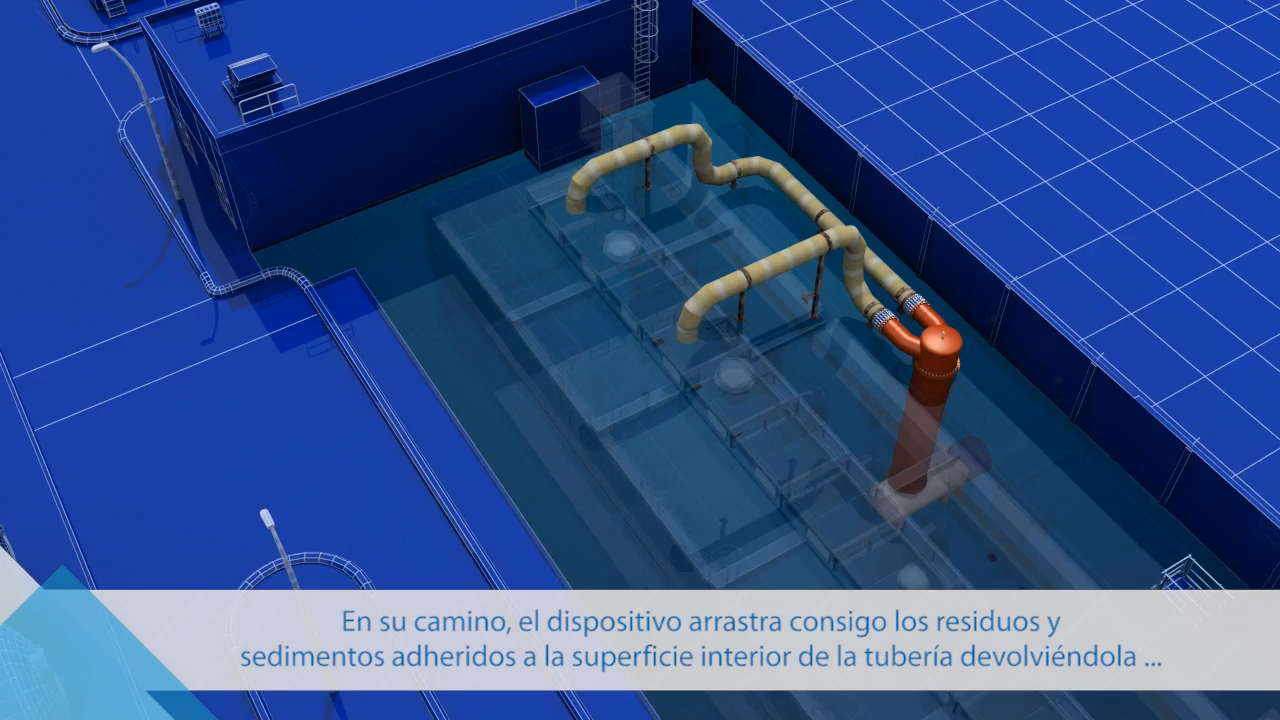 En su camino, el dispositivo arrastra consigo los residuos y
sedimentos adheridos a la superficie interior de la tubería devolviéndola ...